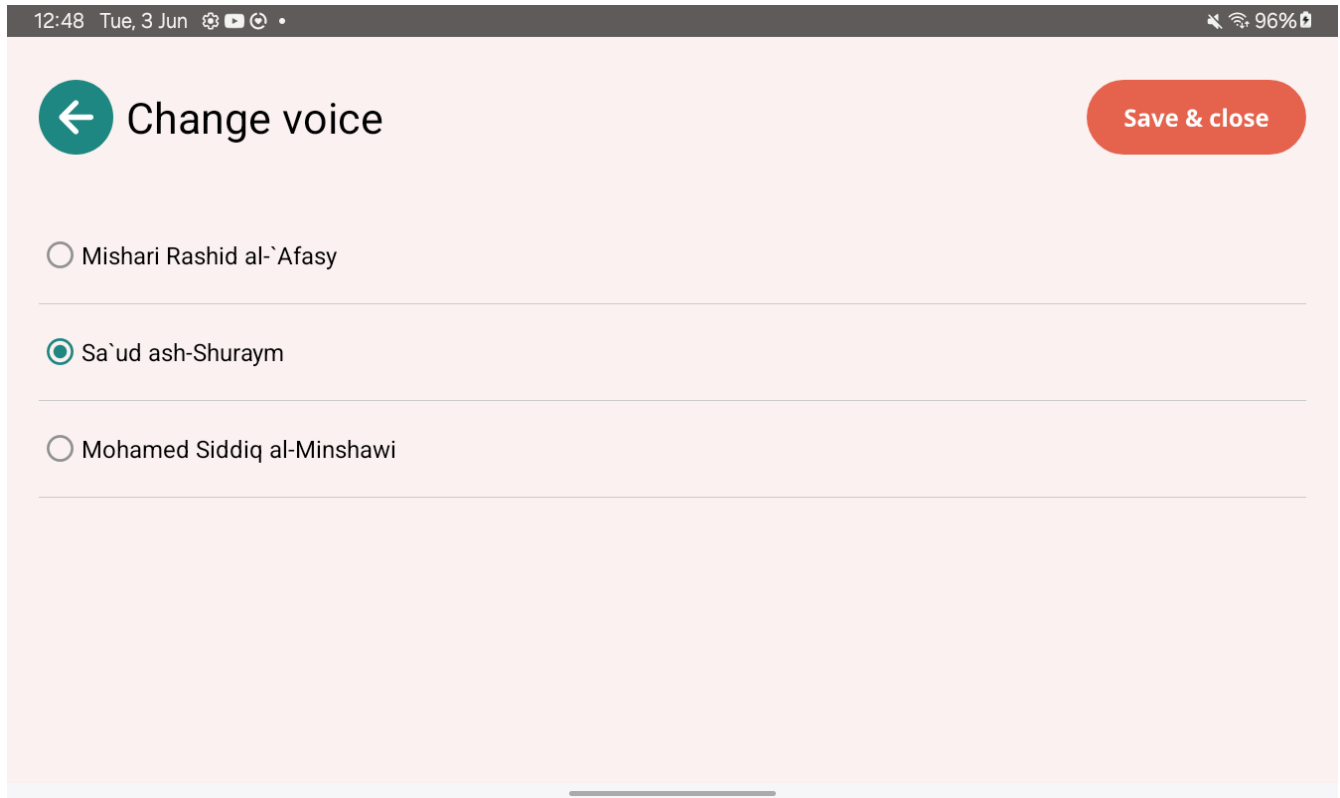 12:48 Tue, 3 Jun 96%
Change voice
Save & close
Mishari Rashid al-`Afasy
Sa`ud ash-Shuraym
Mohamed Siddiq al-Minshawi